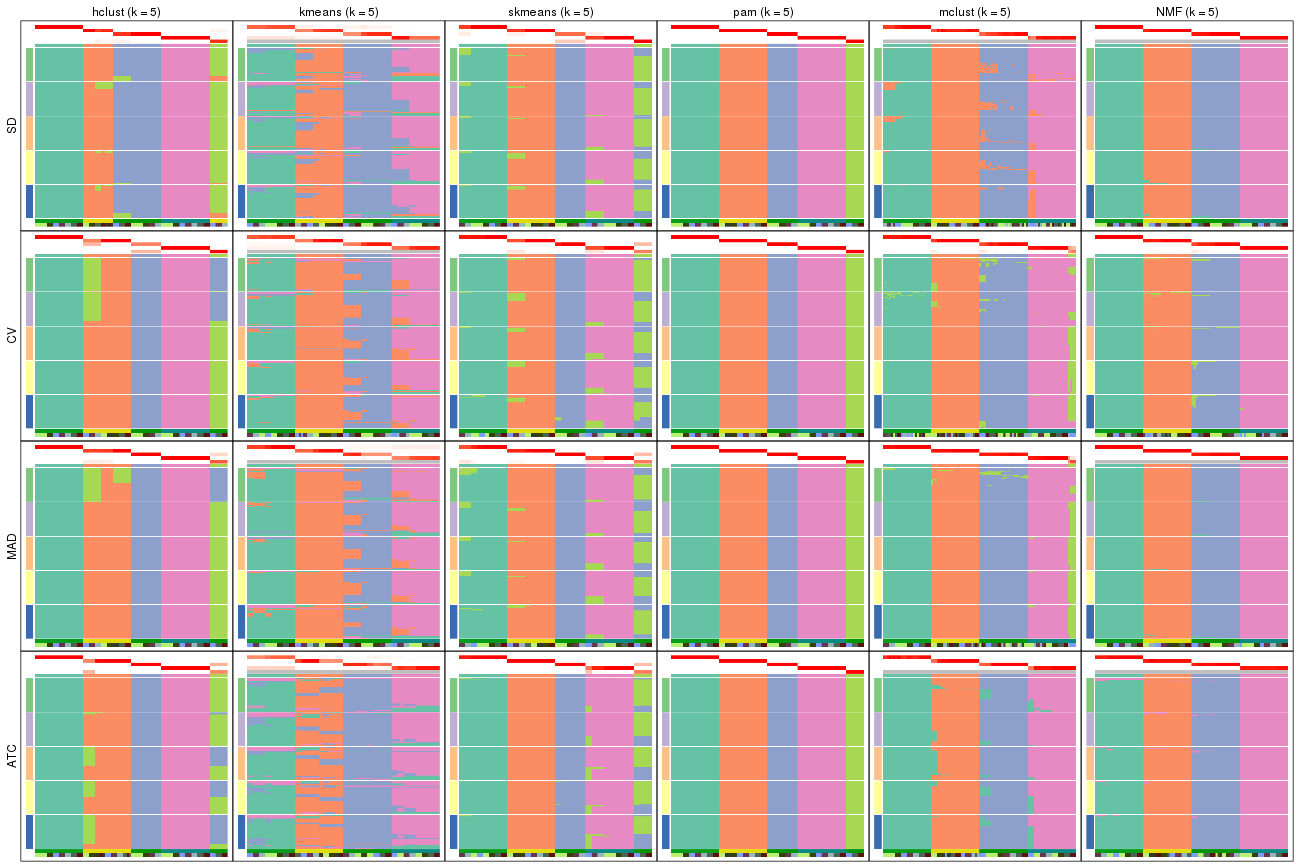 hclust (k = 5)
kmeans (k = 5)
skmeans (k = 5)
pam (k = 5)
mclust (k = 5)
NMF (k = 5)
SD
CV
MAD
ATC